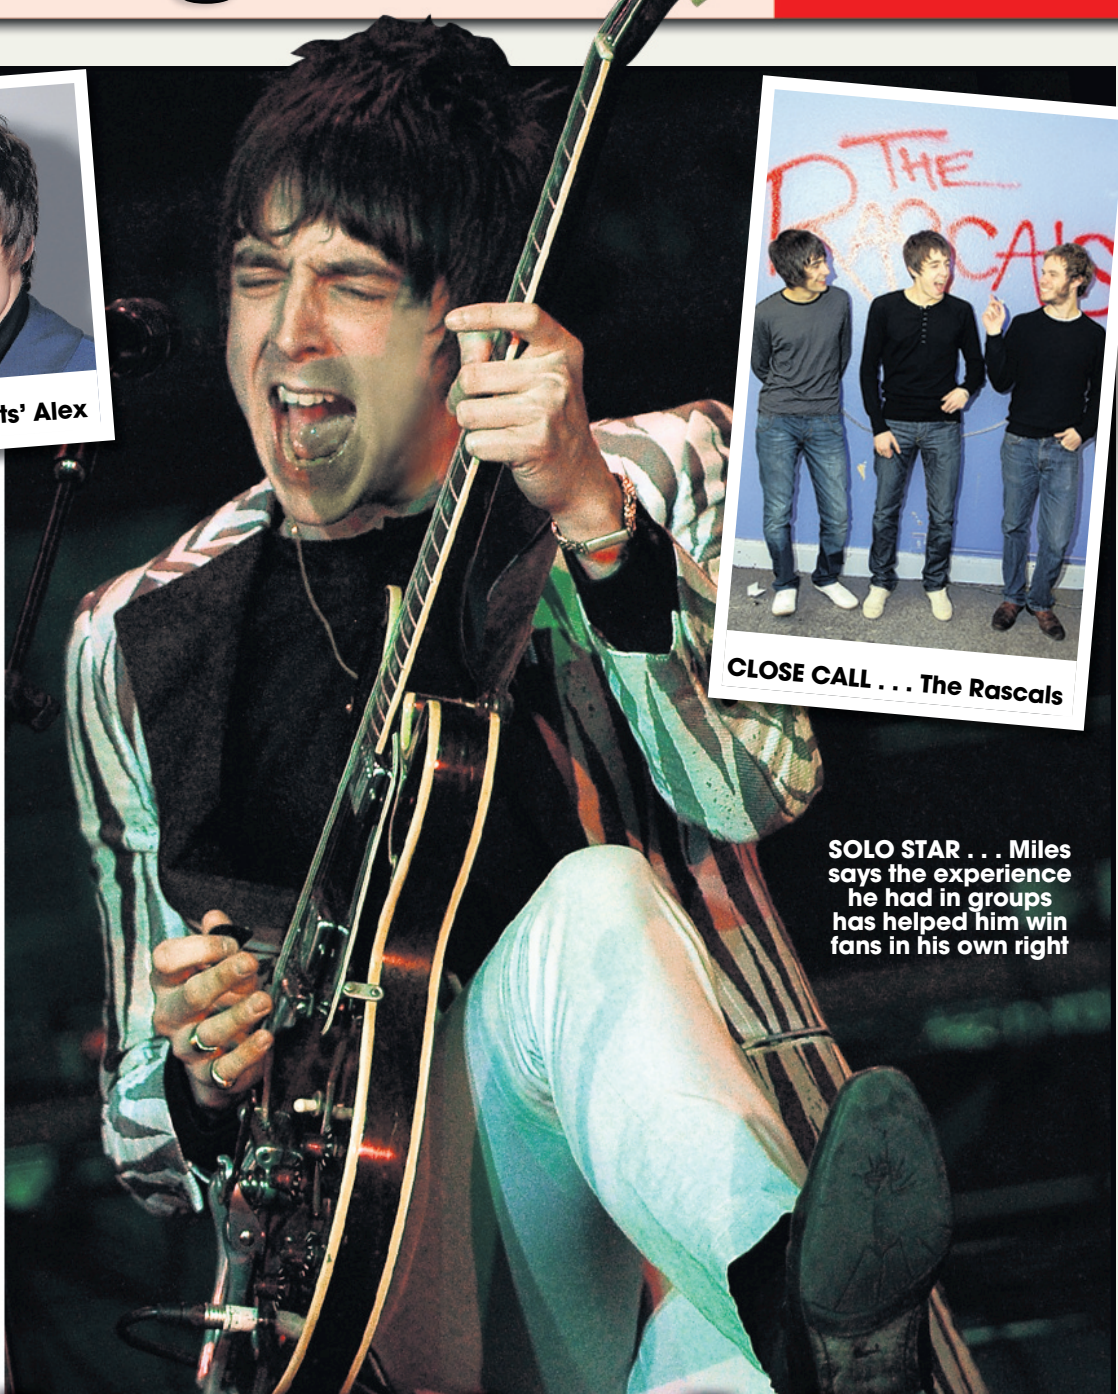 THE
RASCALS
ts’ Alex
CLOSE CALL . . . The Rascals
SOLO STAR . . . Miles
says the experience
he had in groups
has helped him win
fans in his own right